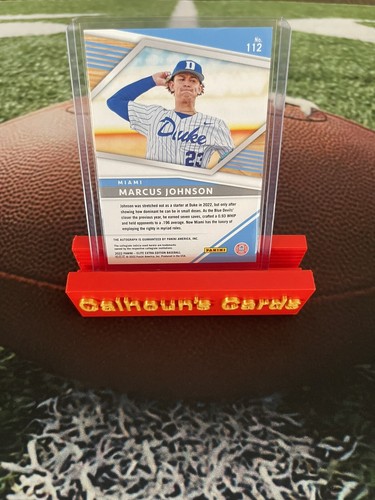 No.
112
D
Duke
23
MIAMI
MARCUS JOHNSON
Johnson was stretched out as a starter at Duke in 2022, but only after
showing how dominant he can be in small doses. As the Blue Devils'
closer the previous year, he earned seven saves, crafted a 0.93 WHIP
and held opponents to a .196 average. Now Miami has the luxury of
employing the righty in myriad roles.
THE AUTOGRAPH IS GUARANTEED BY PANINI AMERICA, INC.
PANINI
Calhoun's Cards